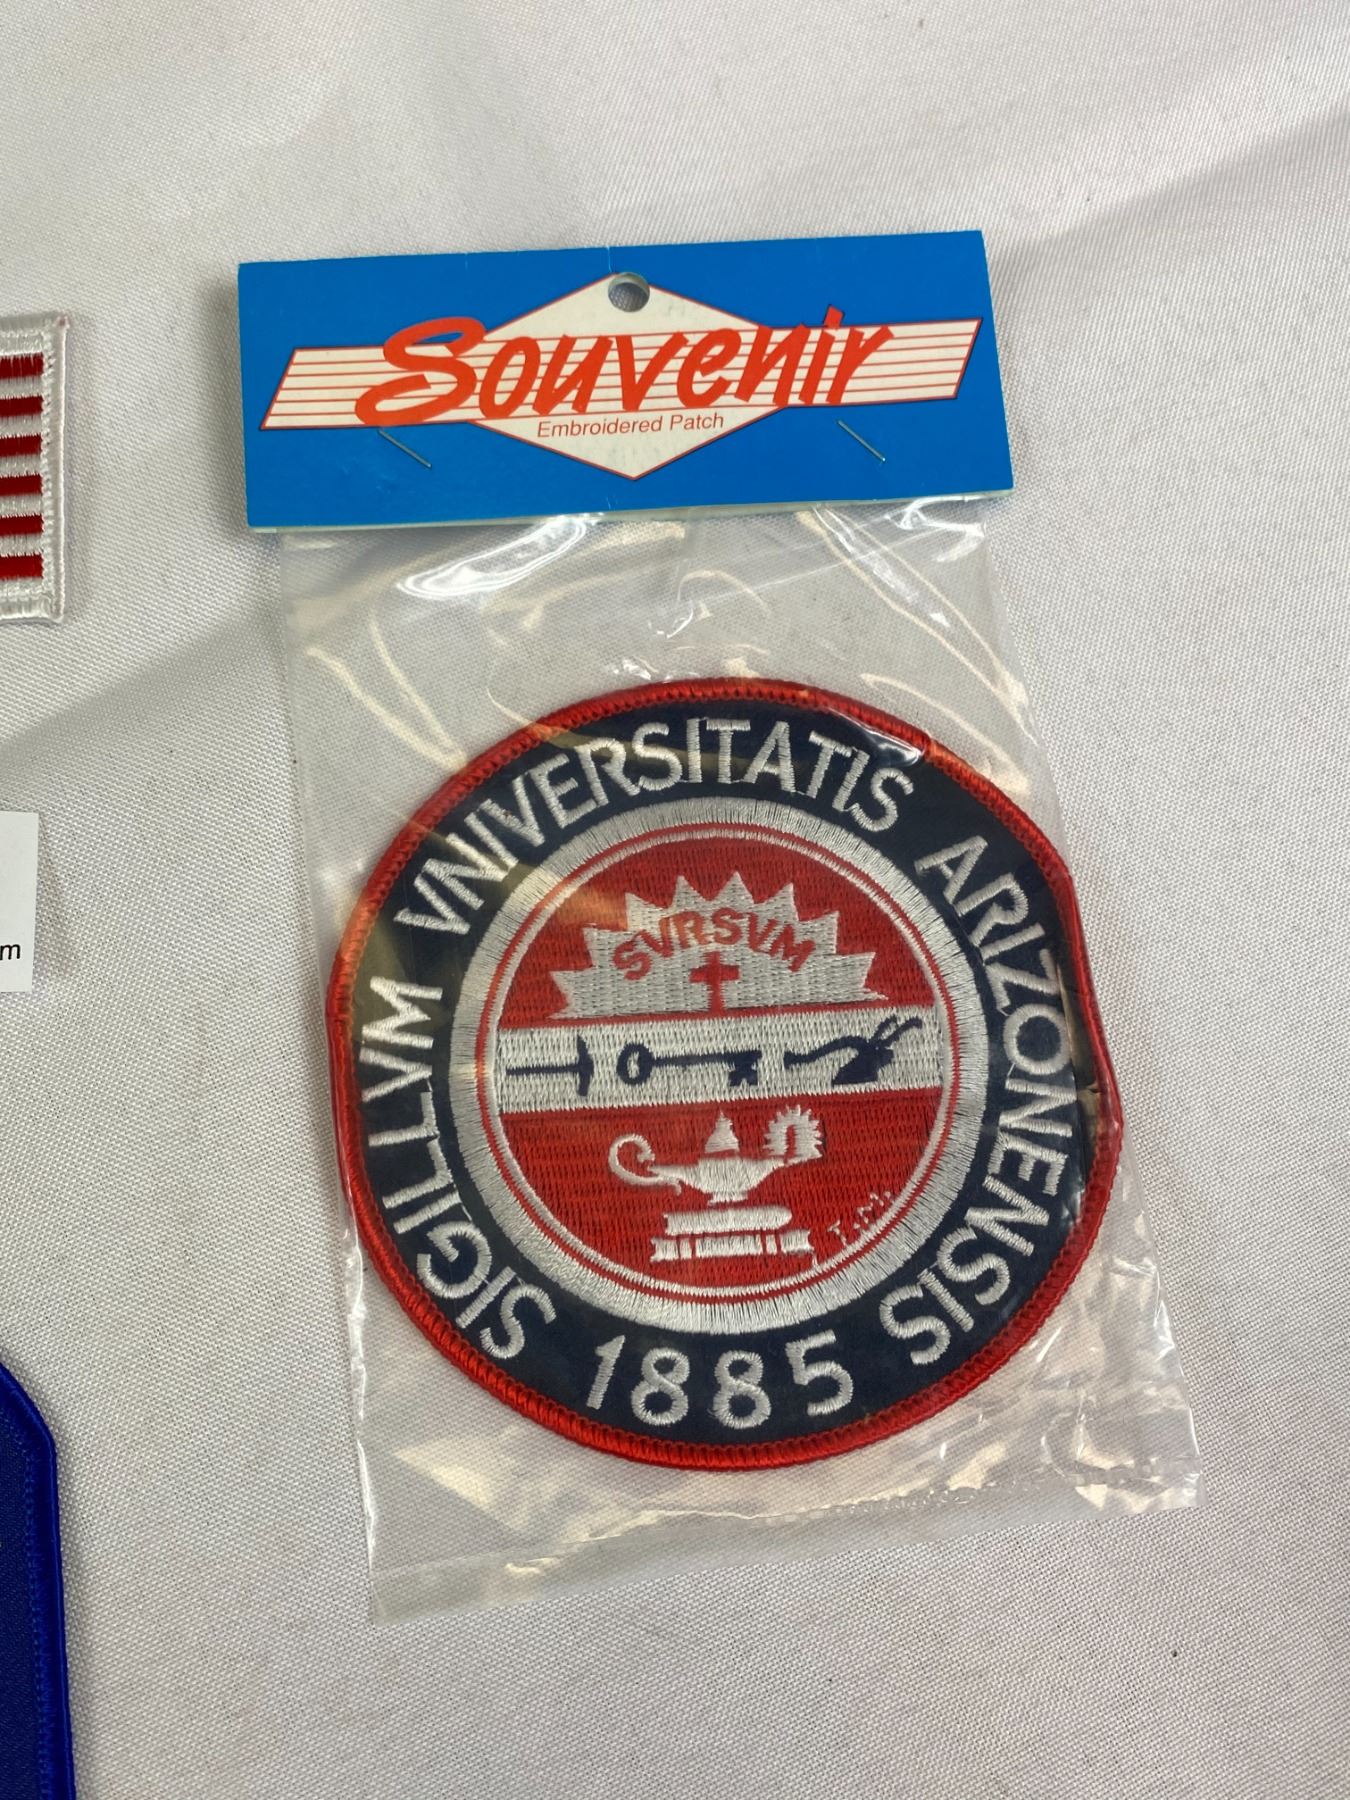 Souvenir
Embroidered Patch
SIGILLVM VNIVERSITATIS ARIZONENSIS
SVRSVM
1885
m